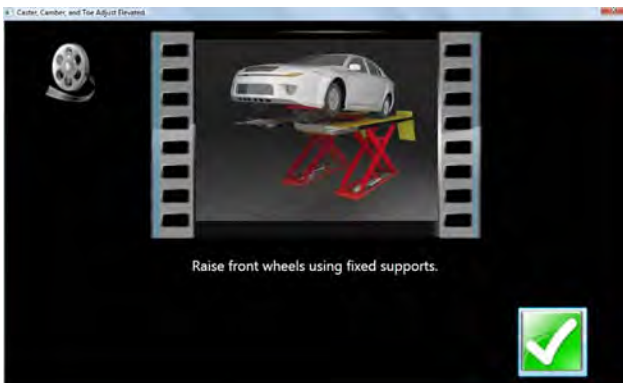 Caster, Camber, and Toe Adjust Elevated.
Raise front wheels using fixed supports.